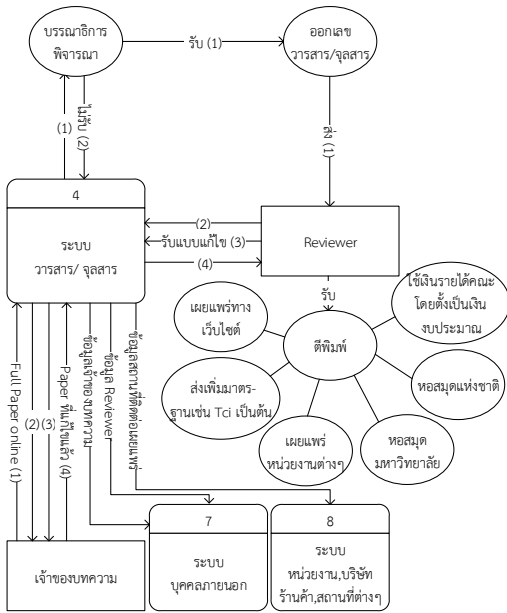 บรรณาธิการ
พิจารณา
รับ (1)
ออกเลข
วารสาร/จุลสาร
(1)
ไม่รับ (2)
ส่ง (1)
4
ระบบ
วารสาร/ จุลสาร
(2)
รับแบบแก้ไข (3)
(4)
Reviewer
รับ
ตีพิมพ์
เผยแพร่ทาง
เว็บไซต์
ใช้เงินรายได้คณะ
โดยตั้งเป็นเงิน
งบประมาณ
ส่งเพิ่มมาตร-
ฐานเช่น Tci เป็นต้น
หอสมุดแห่งชาติ
เผยแพร่
หน่วยงานต่างๆ
หอสมุด
มหาวิทยาลัย
Full Paper online (1)
(2)
(3)
Paper ที่แก้ไขแล้ว (4)
ข้อมูลเจ้าของบทความ
ข้อมูล Reviewer
ข้อมูลสถานที่ติดต่อเผยแพร่
เจ้าของบทความ
7
ระบบ
บุคคลภายนอก
8
ระบบ
หน่วยงาน,บริษัท
ร้านค้า,สถานที่ต่างๆ